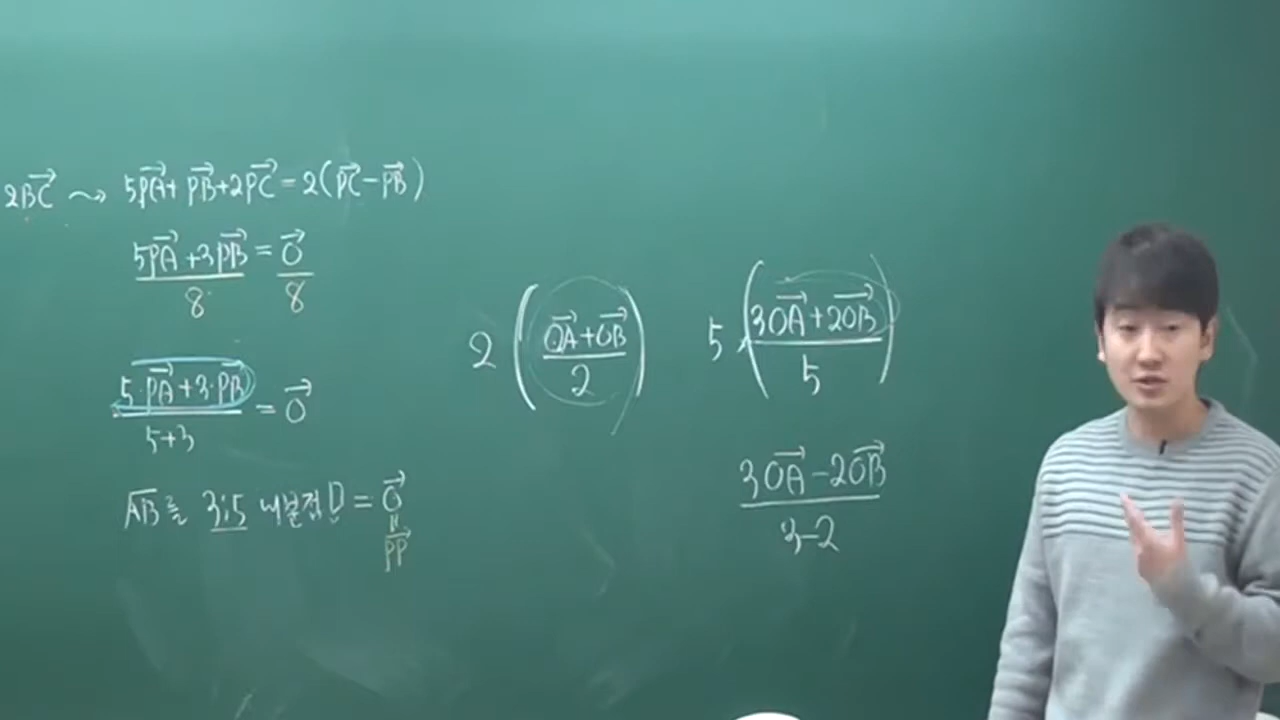 2BC→ ⇝ 5PA→ + PB→ + 2PC→ = 2(PC→ - PB→)
5PA→ + 3PB→ / 8 = 0→ / 8
5·PA→ + 3·PB→ / 5+3 = 0→
AB‾를 3:5 내분점 P = 0→
= PP→
2 (OA→ + OB→ / 2)
5 (3OA→ + 2OB→ / 5)
3OA→ - 2OB→ / 3-2